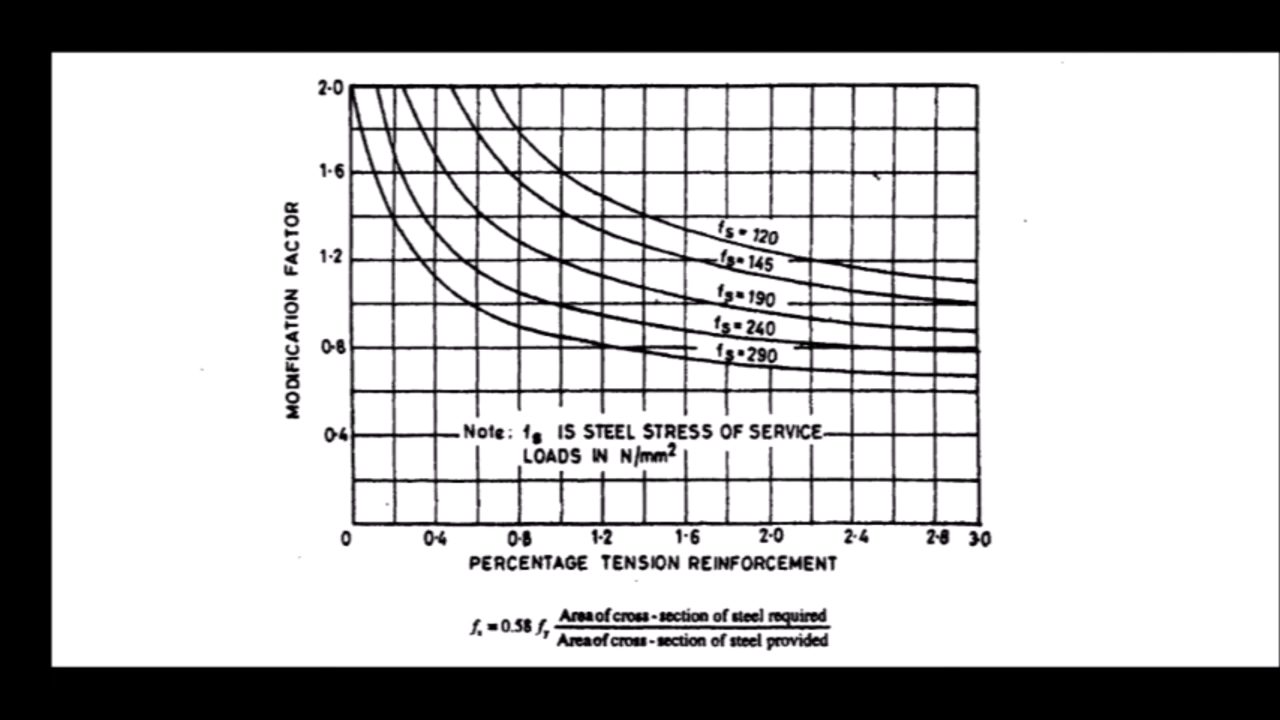 2.0
1.6
1.2
0.8
0.4
MODIFICATION FACTOR
fs = 120
fs = 145
fs = 190
fs = 240
fs = 290
Note: fs IS STEEL STRESS OF SERVICE
LOADS IN N/mm²
0 0.4 0.8 1.2 1.6 2.0 2.4 2.8 3.0
PERCENTAGE TENSION REINFORCEMENT
Area of cross-section of steel required
fs = 0.58 fy
Area of cross-section of steel provided